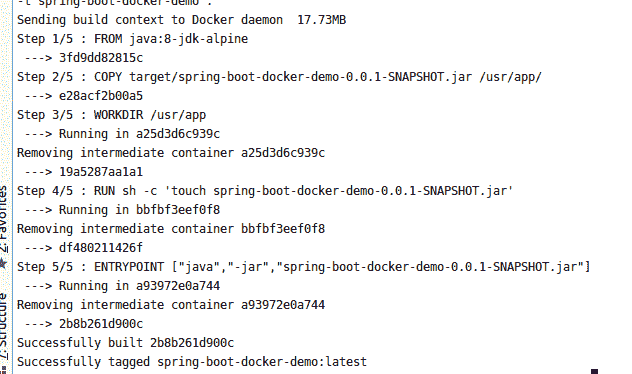 -t spring-boot-docker-demo .
Sending build context to Docker daemon  17.73MB
Step 1/5 : FROM java:8-jdk-alpine
 ---> 3fd9dd82815c
Step 2/5 : COPY target/spring-boot-docker-demo-0.0.1-SNAPSHOT.jar /usr/app/
 ---> e28acf2b00a5
Step 3/5 : WORKDIR /usr/app
 ---> Running in a25d3d6c939c
Removing intermediate container a25d3d6c939c
 ---> 19a5287aa1a1
Step 4/5 : RUN sh -c 'touch spring-boot-docker-demo-0.0.1-SNAPSHOT.jar'
 ---> Running in bbfbf3eef0f8
Removing intermediate container bbfbf3eef0f8
 ---> df480211426f
Step 5/5 : ENTRYPOINT ["java","-jar","spring-boot-docker-demo-0.0.1-SNAPSHOT.jar"]
 ---> Running in a93972e0a744
Removing intermediate container a93972e0a744
 ---> 2b8b261d900c
Successfully built 2b8b261d900c
Successfully tagged spring-boot-docker-demo:latest
2: Favorites
7: Structure